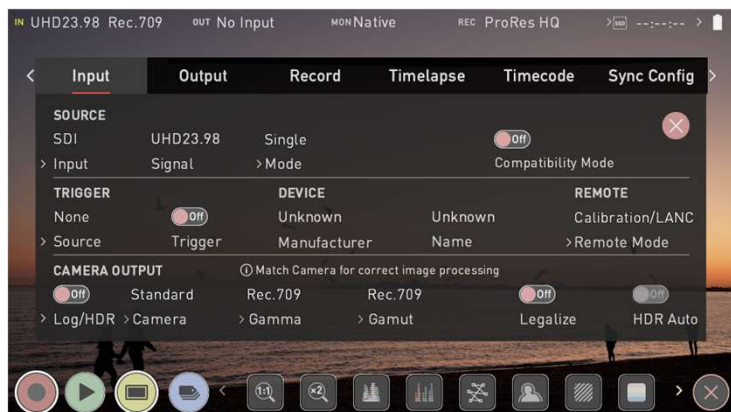 IN UHD23.98 Rec.709 OUT No Input MON Native REC ProRes HQ > SSD --:--:-- >
< Input Output Record Timelapse Timecode Sync Config >
SOURCE
SDI UHD23.98 Single Off
> Input Signal > Mode Compatibility Mode
TRIGGER DEVICE REMOTE
None Off Unknown Unknown Calibration/LANC
> Source Trigger Manufacturer Name > Remote Mode
CAMERA OUTPUT Match Camera for correct image processing
Off Standard Rec.709 Rec.709 Off Off
> Log/HDR > Camera > Gamma > Gamut Legalize HDR Auto
< 1:1 x2 >